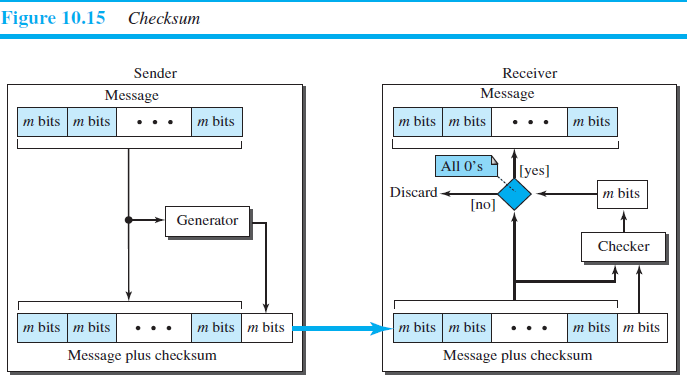 Figure 10.15 Checksum
Sender
Message
m bits m bits • • • m bits
Generator
m bits m bits • • • m bits m bits
Message plus checksum
Receiver
Message
m bits m bits • • • m bits
All 0's
[yes]
Discard
[no]
m bits
Checker
m bits m bits • • • m bits m bits
Message plus checksum